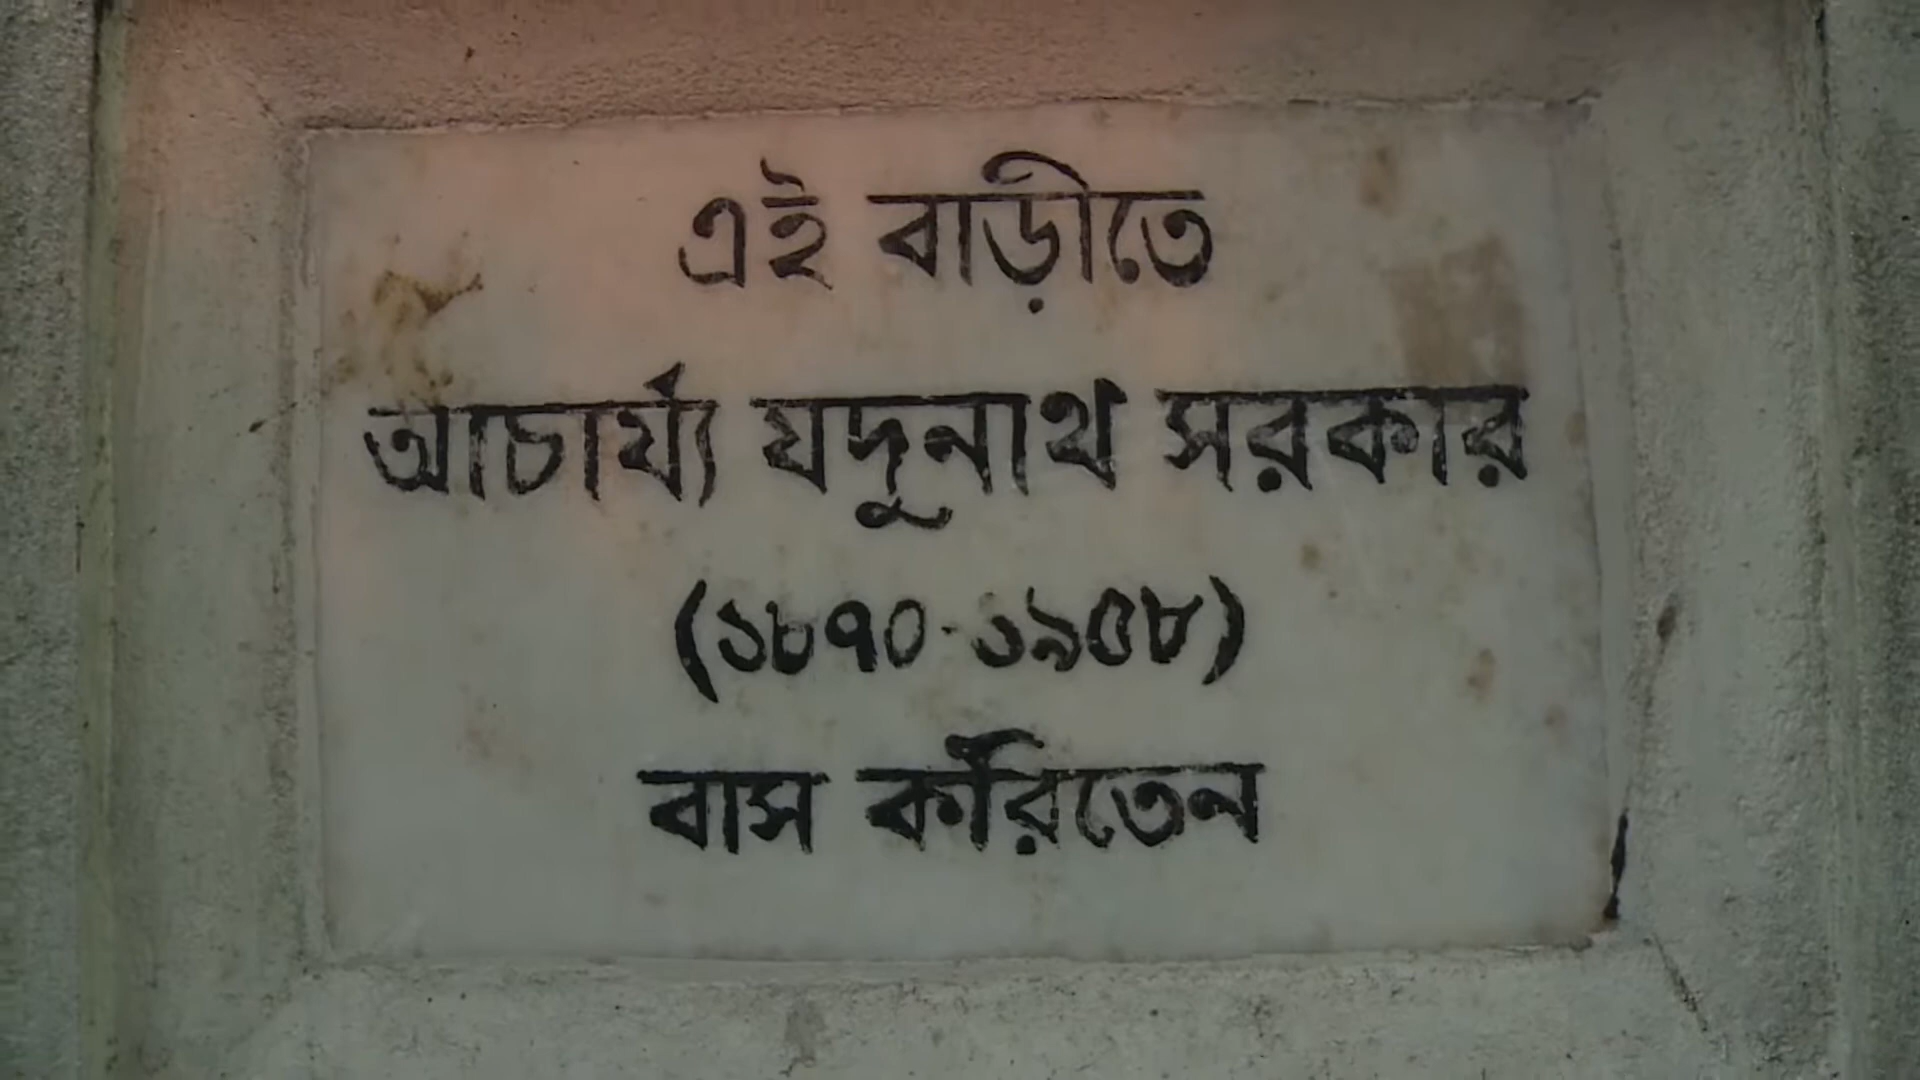 এই বাড়ীতে
আচার্য্য যদুনাথ সরকার
(১৮৭০-১৯৫৮)
বাস করিতেন